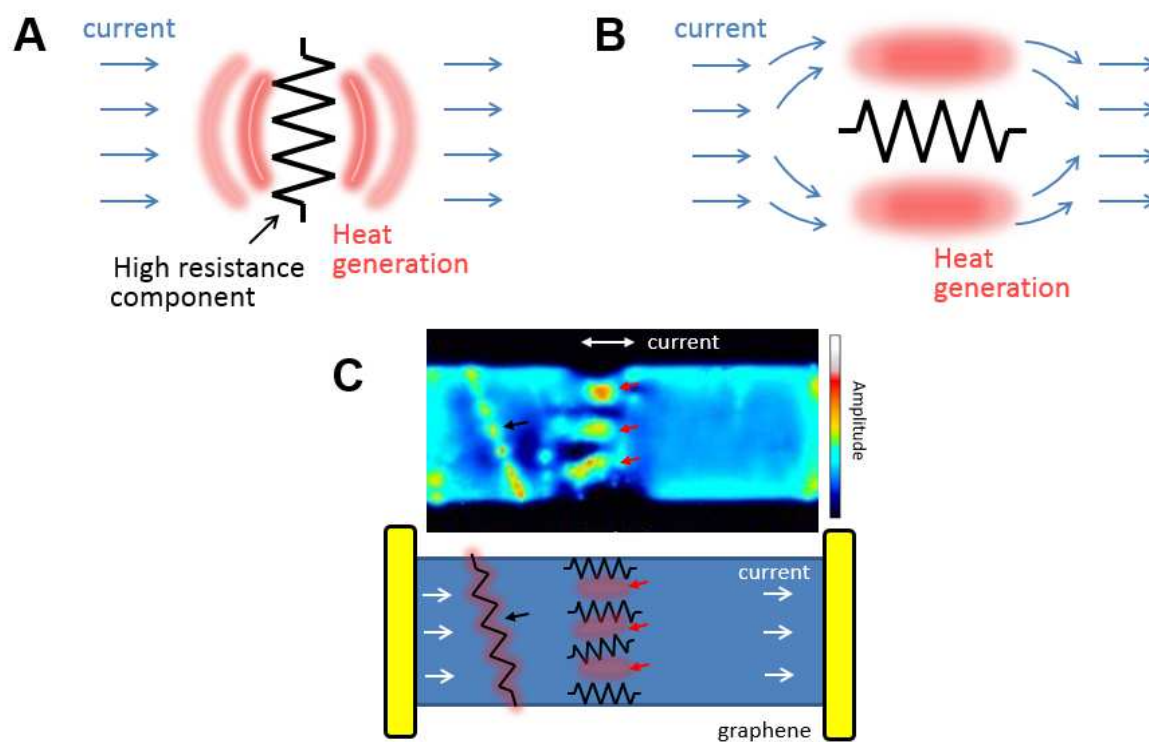 A
current
High resistance
component
Heat
generation
B
current
Heat
generation
C
current
Amplitude
current
graphene